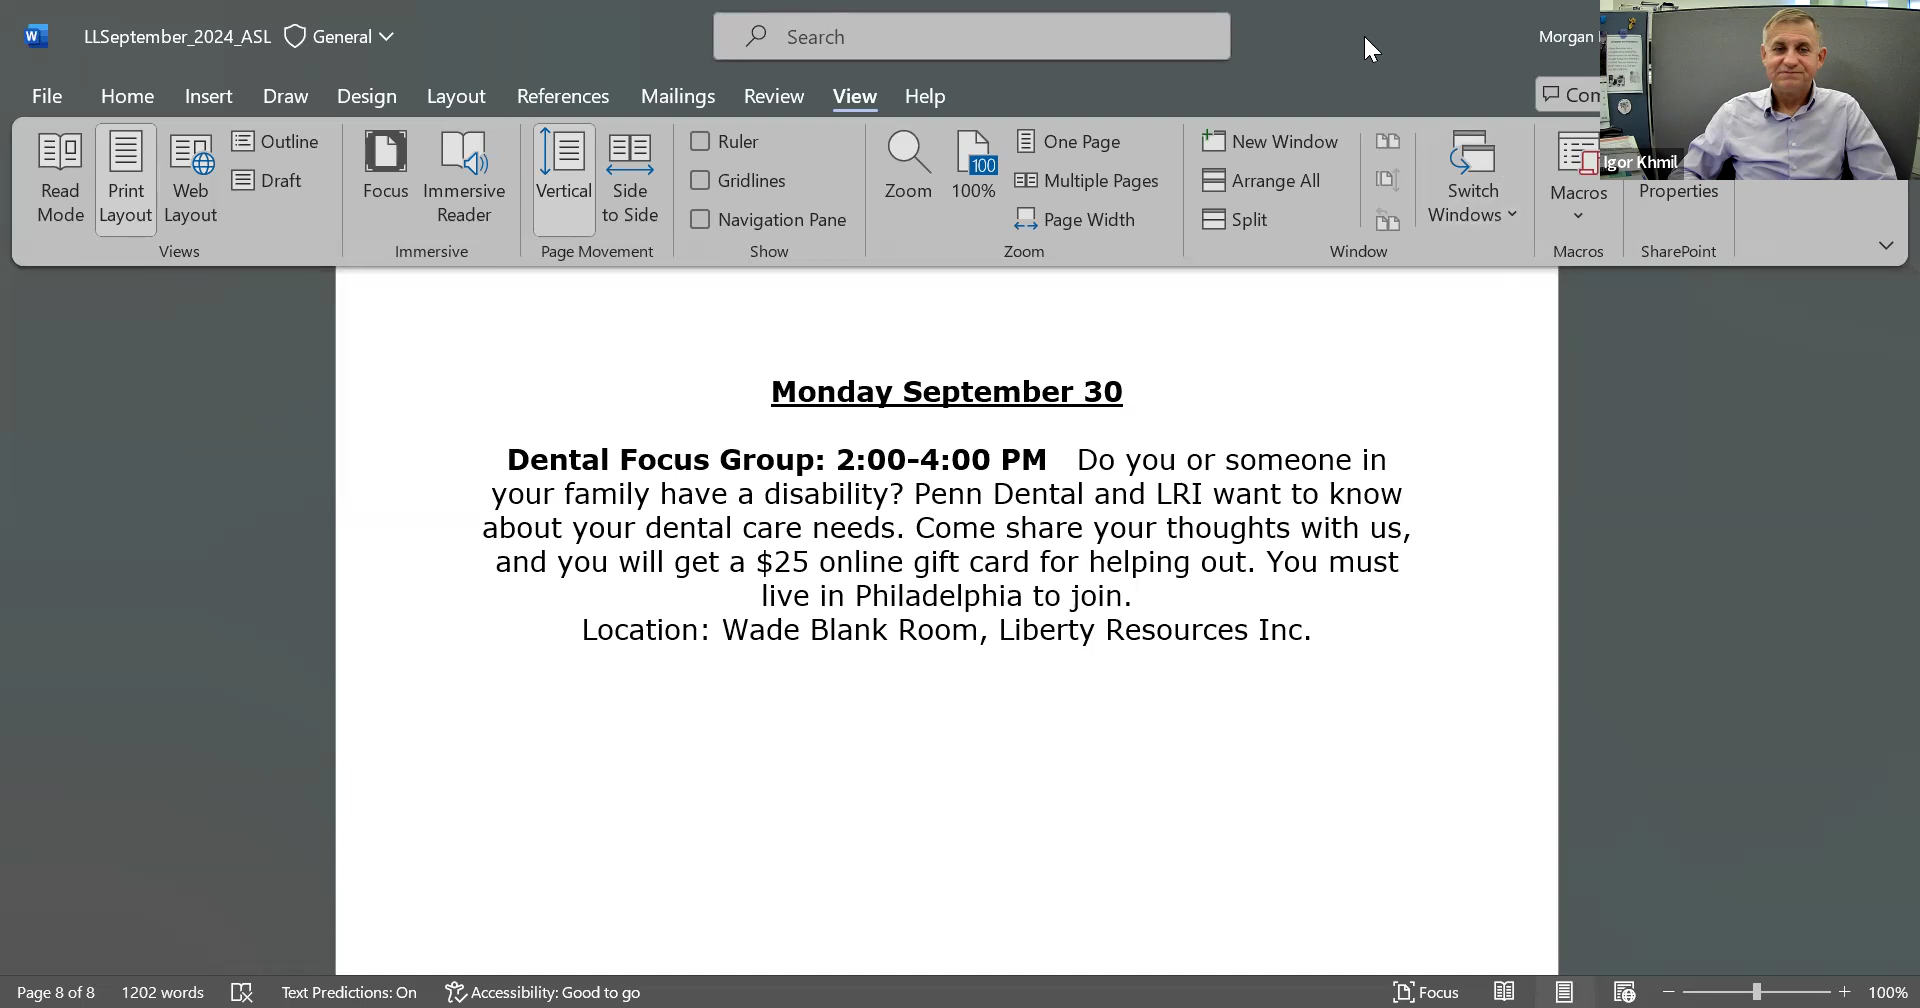 LLSeptember_2024_ASL General
Search
Morgan
File Home Insert Draw Design Layout References Mailings Review View Help
Com
Read Mode
Print Layout
Web Layout
Outline
Draft
Views
Focus
Immersive Reader
Immersive
Vertical
Side to Side
Page Movement
Ruler
Gridlines
Navigation Pane
Show
Zoom
100
100%
One Page
Multiple Pages
Page Width
Zoom
New Window
Arrange All
Split
Switch Windows
Window
Macros
Macros
Igor Khmil
Properties
SharePoint
Monday September 30
Dental Focus Group: 2:00-4:00 PM Do you or someone in
your family have a disability? Penn Dental and LRI want to know
about your dental care needs. Come share your thoughts with us,
and you will get a $25 online gift card for helping out. You must
live in Philadelphia to join.
Location: Wade Blank Room, Liberty Resources Inc.
Page 8 of 8 1202 words Text Predictions: On Accessibility: Good to go Focus 100%